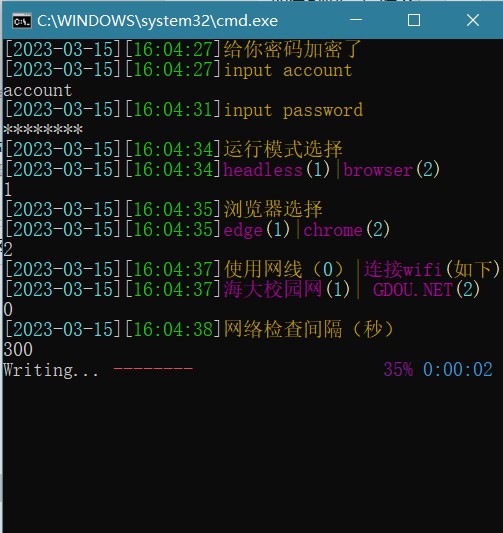 C:\WINDOWS\system32\cmd.exe
[2023-03-15][16:04:27]给你密码加密了
[2023-03-15][16:04:27]input account
account
[2023-03-15][16:04:31]input password
********
[2023-03-15][16:04:34]运行模式选择
[2023-03-15][16:04:34]headless(1)|browser(2)
1
[2023-03-15][16:04:35]浏览器选择
[2023-03-15][16:04:35]edge(1)|chrome(2)
2
[2023-03-15][16:04:37]使用网线（0）|连接wifi(如下)
[2023-03-15][16:04:37]海大校园网(1)| GDOU.NET(2)
0
[2023-03-15][16:04:38]网络检查间隔（秒）
300
Writing... -------- 35% 0:00:02